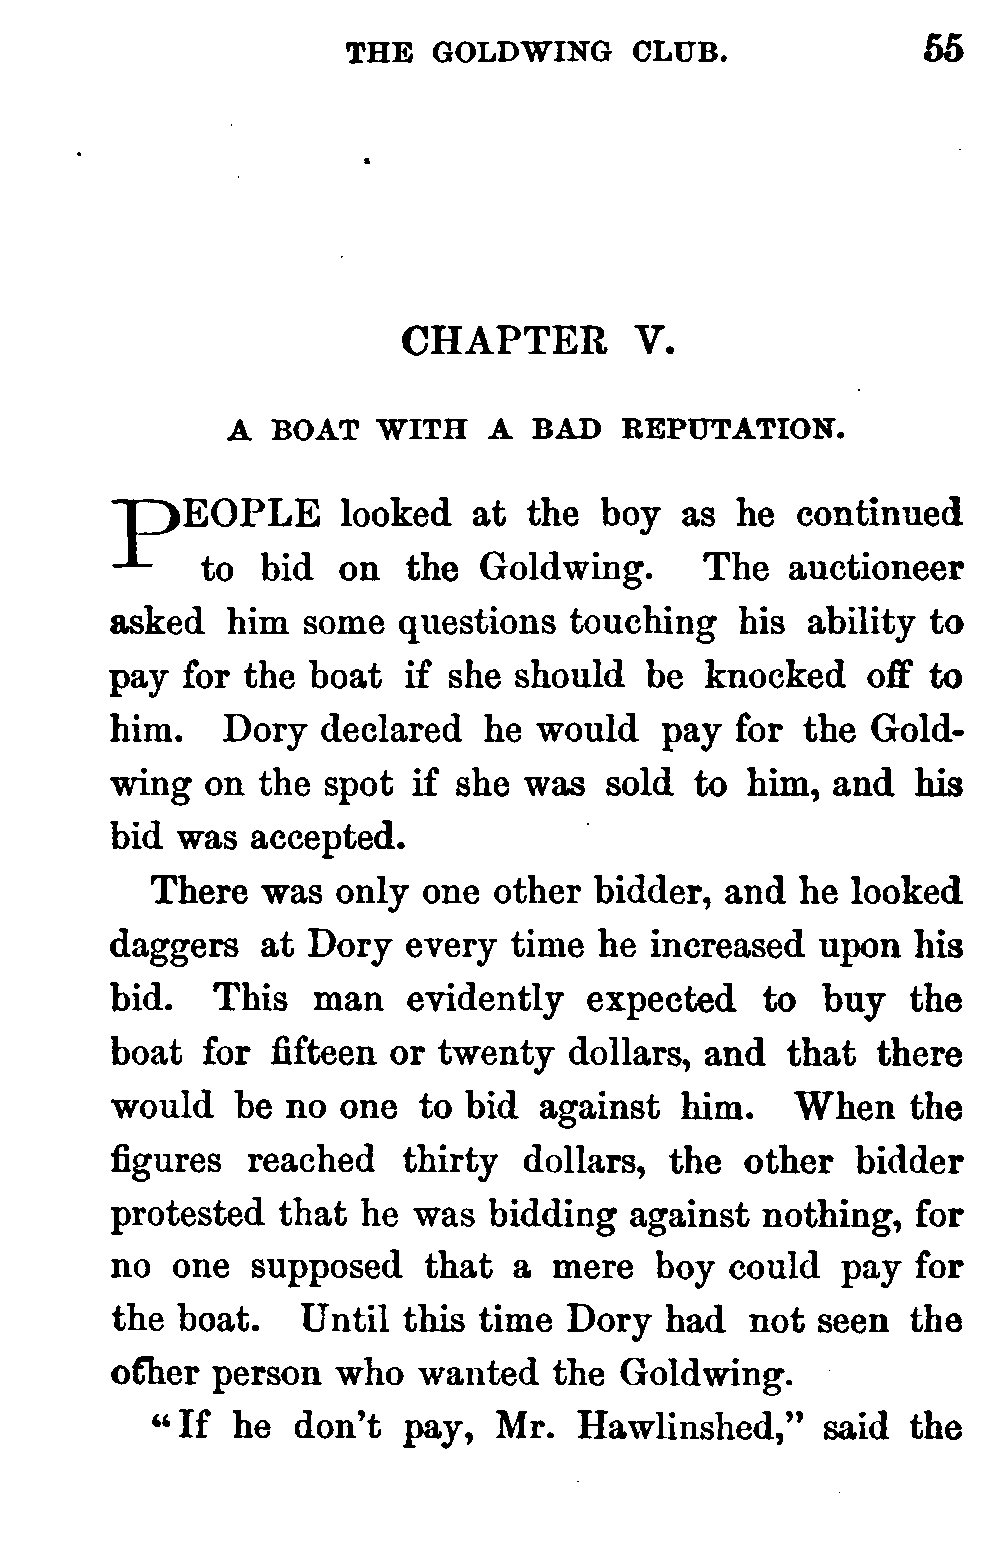 THE GOLDWING CLUB. 55
CHAPTER V.
A BOAT WITH A BAD REPUTATION.
PEOPLE looked at the boy as he continued
to bid on the Goldwing. The auctioneer
asked him some questions touching his ability to
pay for the boat if she should be knocked off to
him. Dory declared he would pay for the Gold-
wing on the spot if she was sold to him, and his
bid was accepted.
There was only one other bidder, and he looked
daggers at Dory every time he increased upon his
bid. This man evidently expected to buy the
boat for fifteen or twenty dollars, and that there
would be no one to bid against him. When the
figures reached thirty dollars, the other bidder
protested that he was bidding against nothing, for
no one supposed that a mere boy could pay for
the boat. Until this time Dory had not seen the
other person who wanted the Goldwing.
"If he don't pay, Mr. Hawlinshed," said the